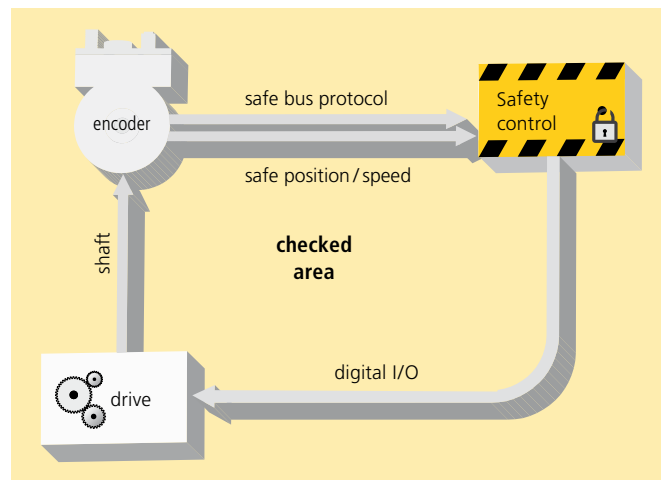 safe bus protocol
encoder
Safety
control
safe position / speed
shaft
checked
area
digital I/O
drive